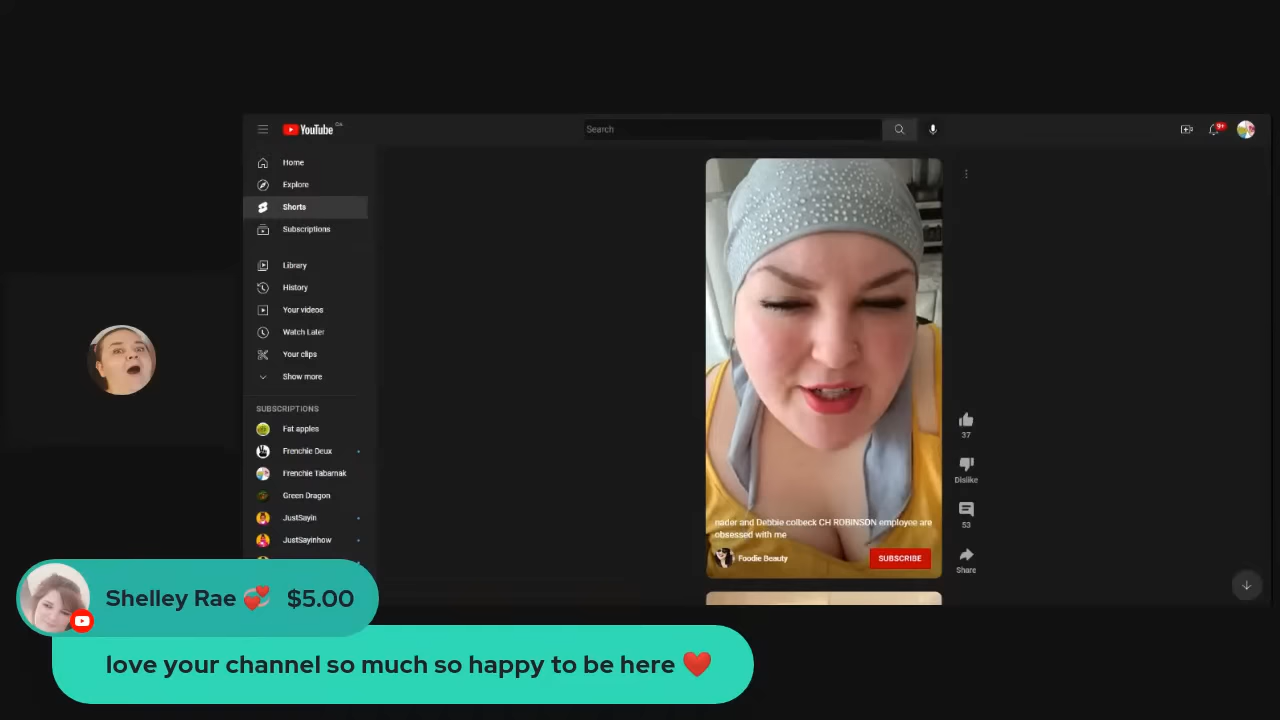 YouTube CA
Search
9+
Home
Explore
Shorts
Subscriptions
Library
History
Your videos
Watch Later
Your clips
Show more
SUBSCRIPTIONS
Fat apples
Frenchie Deux
Frenchie Tabarnak
Green Dragon
JustSayin
JustSayinhow
37
Dislike
53
Share
nader and Debbie colbeck CH ROBINSON employee are
obsessed with me
Foodie Beauty
SUBSCRIBE
Shelley Rae 💞 $5.00
love your channel so much so happy to be here ❤️